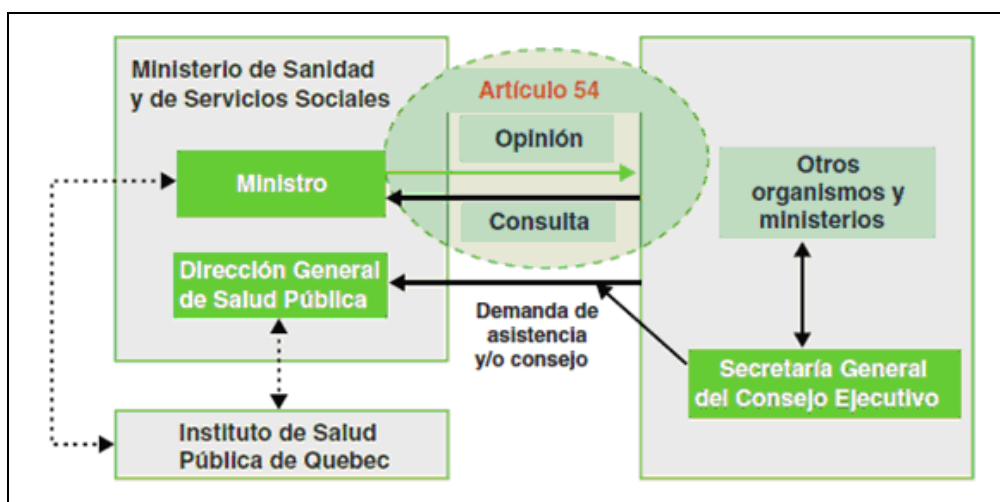 Ministerio de Sanidad
y de Servicios Sociales
Artículo 54
Opinión
Ministro
Consulta
Otros
organismos y
ministerios
Dirección General
de Salud Pública
Demanda de
asistencia
y/o consejo
Secretaría General
del Consejo Ejecutivo
Instituto de Salud
Pública de Quebec